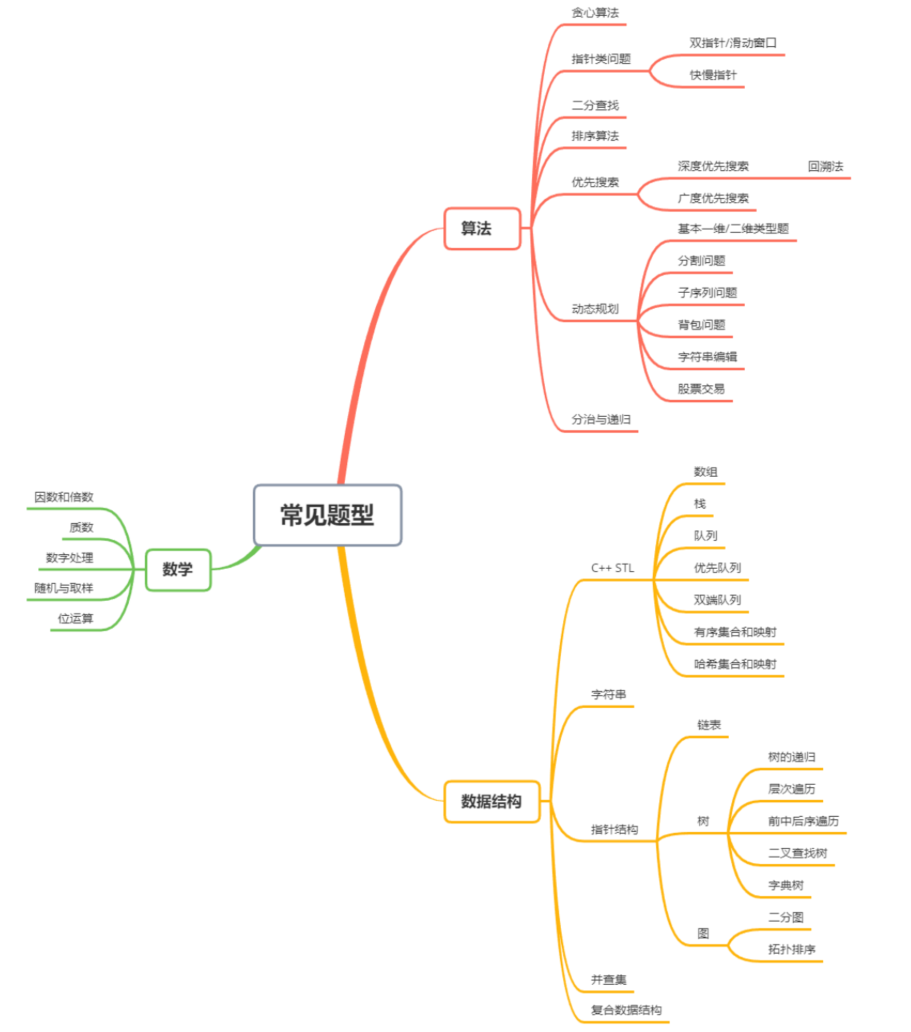 常见题型
算法
贪心算法
指针类问题
双指针/滑动窗口
快慢指针
二分查找
排序算法
优先搜索
深度优先搜索
回溯法
广度优先搜索
动态规划
基本一维/二维类型题
分割问题
子序列问题
背包问题
字符串编辑
股票交易
分治与递归
数学
因数和倍数
质数
数字处理
随机与取样
位运算
数据结构
C++ STL
数组
栈
队列
优先队列
双端队列
有序集合和映射
哈希集合和映射
字符串
指针结构
链表
树
树的递归
层次遍历
前中后序遍历
二叉查找树
字典树
图
二分图
拓扑排序
并查集
复合数据结构